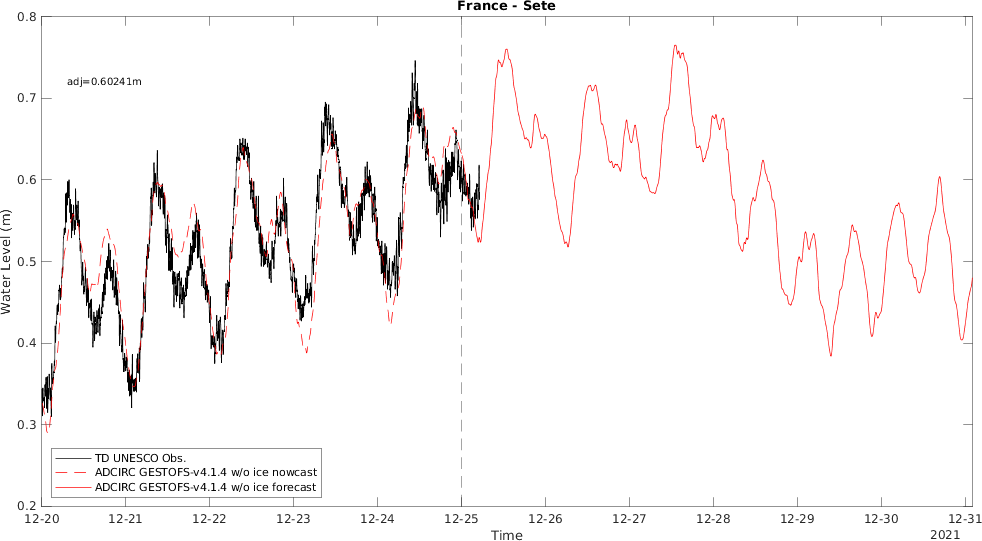 France - Sete
adj=0.60241m
0.8
0.7
0.6
0.5
0.4
0.3
0.2
Water Level (m)
TD UNESCO Obs.
ADCIRC GESTOFS-v4.1.4 w/o ice nowcast
ADCIRC GESTOFS-v4.1.4 w/o ice forecast
12-20 12-21 12-22 12-23 12-24 12-25 12-26 12-27 12-28 12-29 12-30 12-31
Time
2021